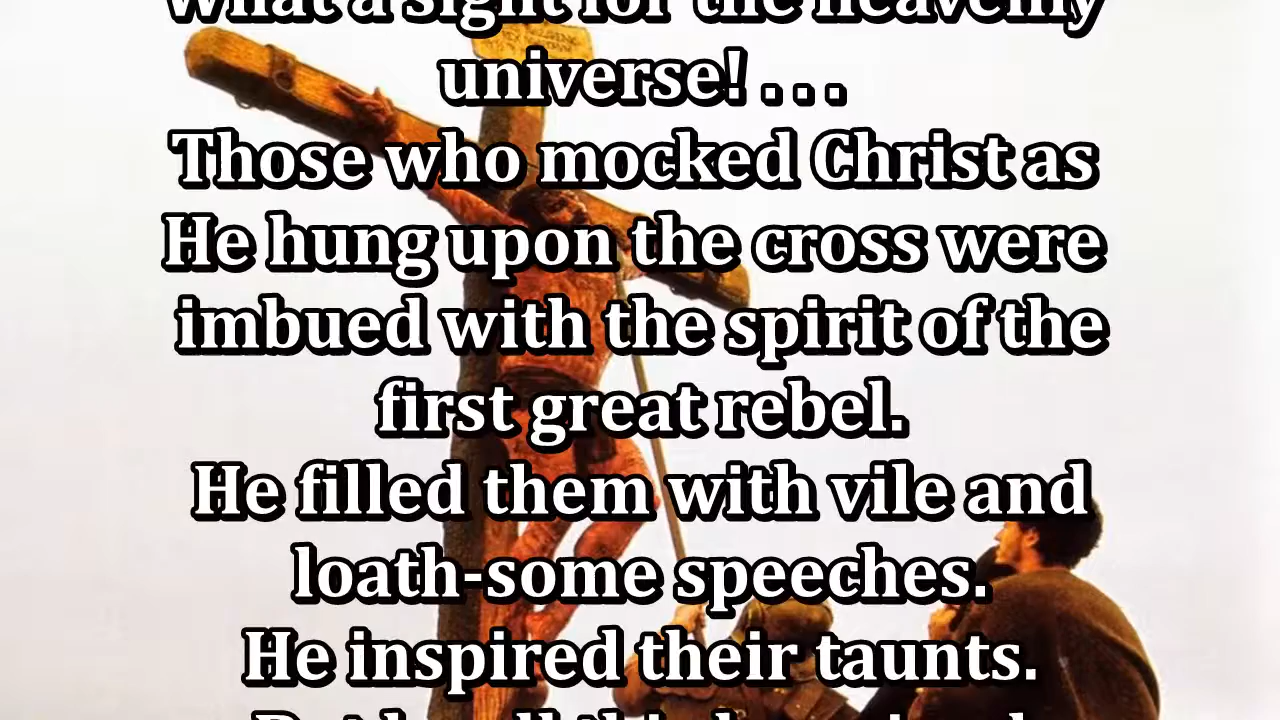 What a sight for the heavenly
universe! . . .
Those who mocked Christ as
He hung upon the cross were
imbued with the spirit of the
first great rebel.
He filled them with vile and
loath-some speeches.
He inspired their taunts.